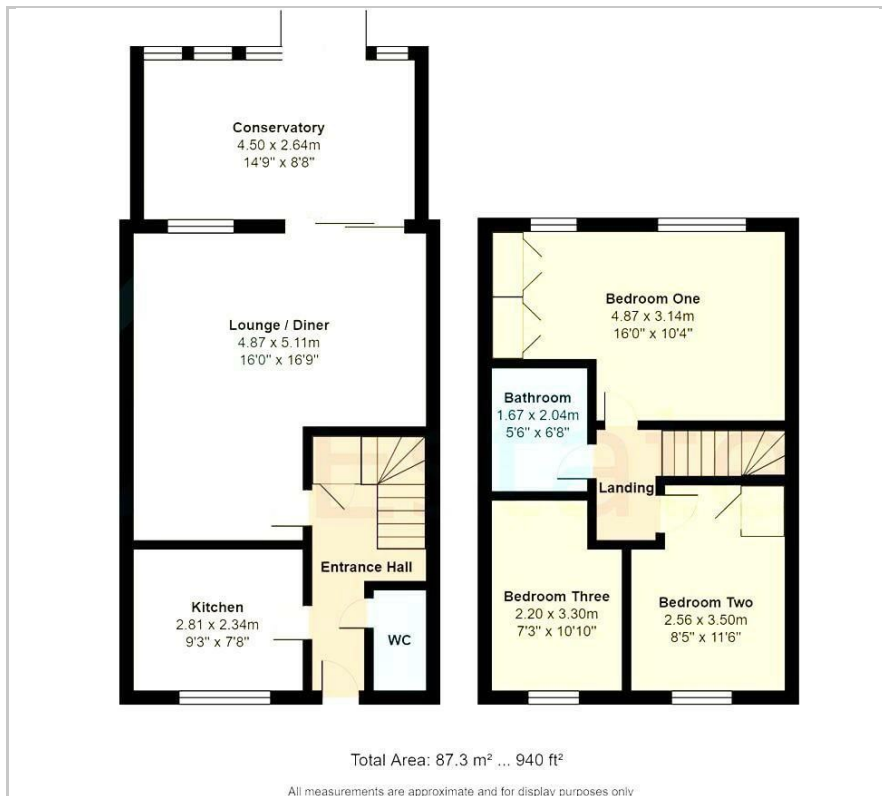 Conservatory
4.50 x 2.64m
14'9" x 8'8"
Lounge / Diner
4.87 x 5.11m
16'0" x 16'9"
Entrance Hall
Kitchen
2.81 x 2.34m
9'3" x 7'8"
WC
Bedroom One
4.87 x 3.14m
16'0" x 10'4"
Bathroom
1.67 x 2.04m
5'6" x 6'8"
Landing
Bedroom Three
2.20 x 3.30m
7'3" x 10'10"
Bedroom Two
2.56 x 3.50m
8'5" x 11'6"
Total Area: 87.3 m² ... 940 ft²
All measurements are approximate and for display purposes only